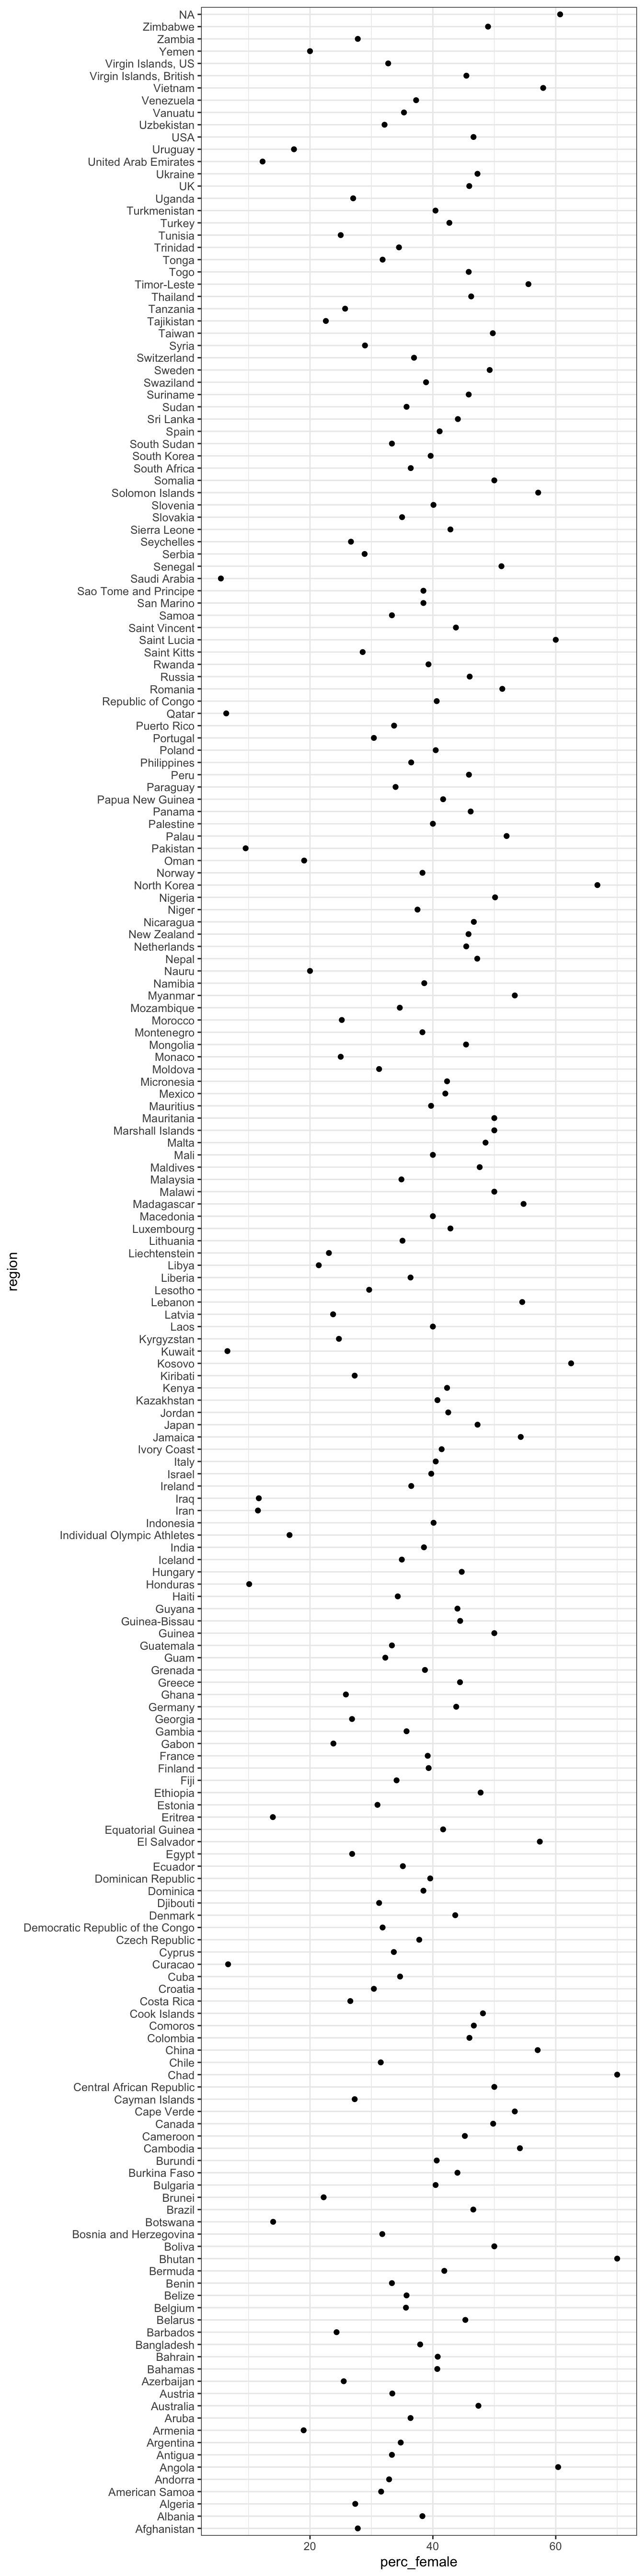 NA
Zimbabwe
Zambia
Yemen
Virgin Islands, US
Virgin Islands, British
Vietnam
Venezuela
Vanuatu
Uzbekistan
USA
Uruguay
United Arab Emirates
Ukraine
UK
Uganda
Turkmenistan
Turkey
Tunisia
Trinidad
Tonga
Togo
Timor-Leste
Thailand
Tanzania
Tajikistan
Taiwan
Syria
Switzerland
Sweden
Swaziland
Suriname
Sudan
Sri Lanka
Spain
South Sudan
South Korea
South Africa
Somalia
Solomon Islands
Slovenia
Slovakia
Sierra Leone
Seychelles
Serbia
Senegal
Saudi Arabia
Sao Tome and Principe
San Marino
Samoa
Saint Vincent
Saint Lucia
Saint Kitts
Rwanda
Russia
Romania
Republic of Congo
Qatar
Puerto Rico
Portugal
Poland
Philippines
Peru
Paraguay
Papua New Guinea
Panama
Palestine
Palau
Pakistan
Oman
Norway
North Korea
Nigeria
Niger
Nicaragua
New Zealand
Netherlands
Nepal
Nauru
Namibia
Myanmar
Mozambique
Morocco
Montenegro
Mongolia
Monaco
Moldova
Micronesia
Mexico
Mauritius
Mauritania
Marshall Islands
Malta
Mali
Maldives
Malaysia
Malawi
Madagascar
Macedonia
Luxembourg
Lithuania
Liechtenstein
Libya
Liberia
Lesotho
Lebanon
Latvia
Laos
Kyrgyzstan
Kuwait
Kosovo
Kiribati
Kenya
Kazakhstan
Jordan
Japan
Jamaica
Ivory Coast
Italy
Israel
Ireland
Iraq
Iran
Indonesia
Individual Olympic Athletes
India
Iceland
Hungary
Honduras
Haiti
Guyana
Guinea-Bissau
Guinea
Guatemala
Guam
Grenada
Greece
Ghana
Germany
Georgia
Gambia
Gabon
France
Finland
Fiji
Ethiopia
Estonia
Eritrea
Equatorial Guinea
El Salvador
Egypt
Ecuador
Dominican Republic
Dominica
Djibouti
Denmark
Democratic Republic of the Congo
Czech Republic
Cyprus
Curacao
Cuba
Croatia
Costa Rica
Cook Islands
Comoros
Colombia
China
Chile
Chad
Central African Republic
Cayman Islands
Cape Verde
Canada
Cameroon
Cambodia
Burundi
Burkina Faso
Bulgaria
Brunei
Brazil
Botswana
Bosnia and Herzegovina
Boliva
Bhutan
Bermuda
Benin
Belize
Belgium
Belarus
Barbados
Bangladesh
Bahrain
Bahamas
Azerbaijan
Austria
Australia
Aruba
Armenia
Argentina
Antigua
Angola
Andorra
American Samoa
Algeria
Albania
Afghanistan
region
20 40 60
perc_female